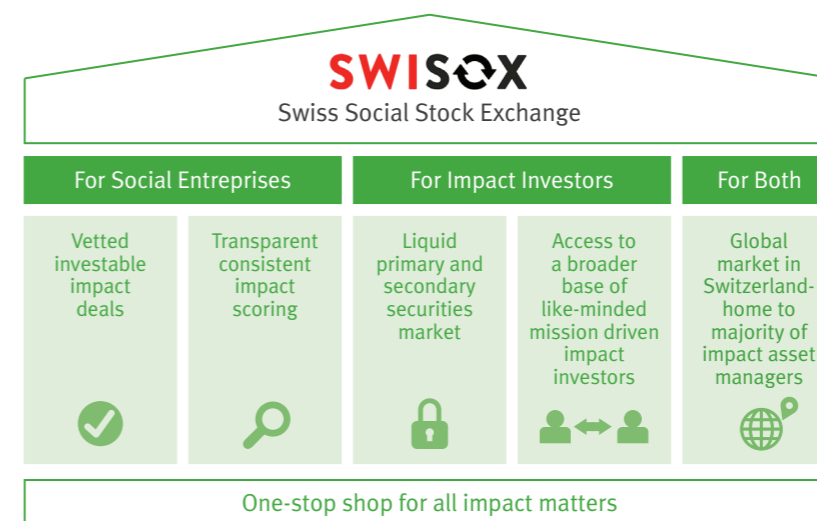 SWISOX
Swiss Social Stock Exchange
For Social Entreprises
For Impact Investors
For Both
Vetted
investable
impact
deals
Transparent
consistent
impact
scoring
Liquid
primary and
secondary
securities
market
Access to
a broader
base of
like-minded
mission driven
impact
investors
Global
market in
Switzerland-
home to
majority of
impact asset
managers
One-stop shop for all impact matters